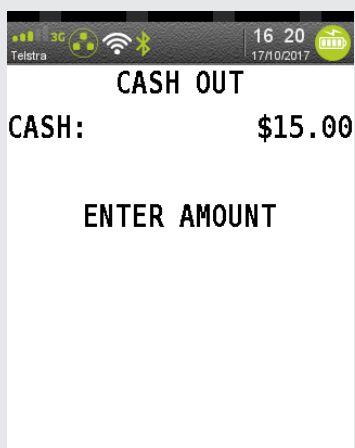 3G 16 20
Telstra 17/10/2017
CASH OUT
CASH: $15.00
ENTER AMOUNT